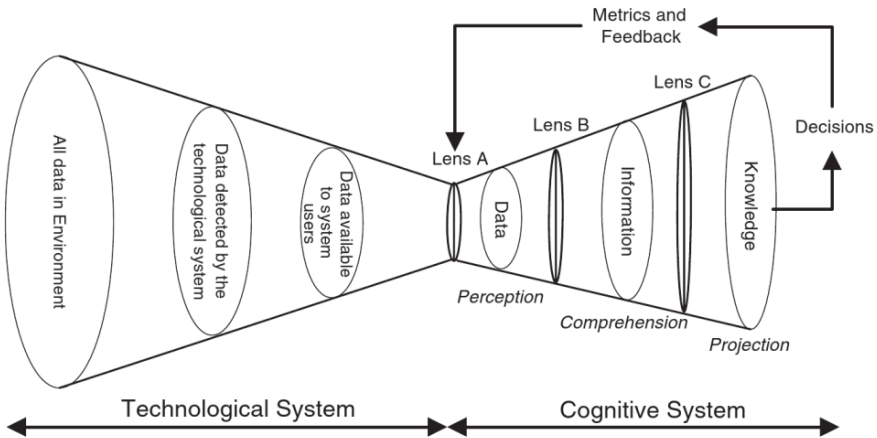 Metrics and
Feedback
Lens C
Lens B
Lens A
Decisions
All data in Environment
Data detected by the
technological system
Data available
to system
users
Data
Information
Knowledge
Perception
Comprehension
Projection
Technological System
Cognitive System